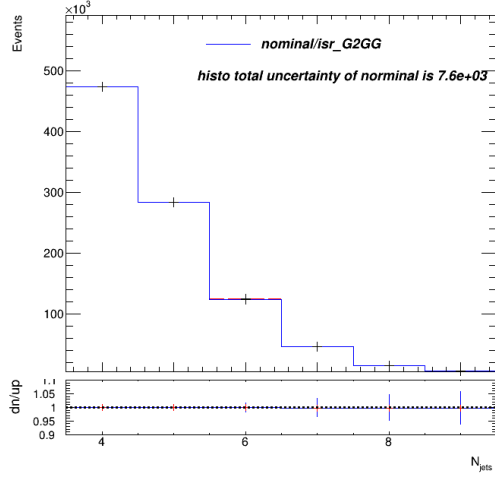 ×10³
Events
nominal/isr_G2GG
histo total uncertainty of norminal is 7.6e+03
500
400
300
200
100
dn/up
1.1
1.05
1
0.95
0.9
4
6
8
N_jets